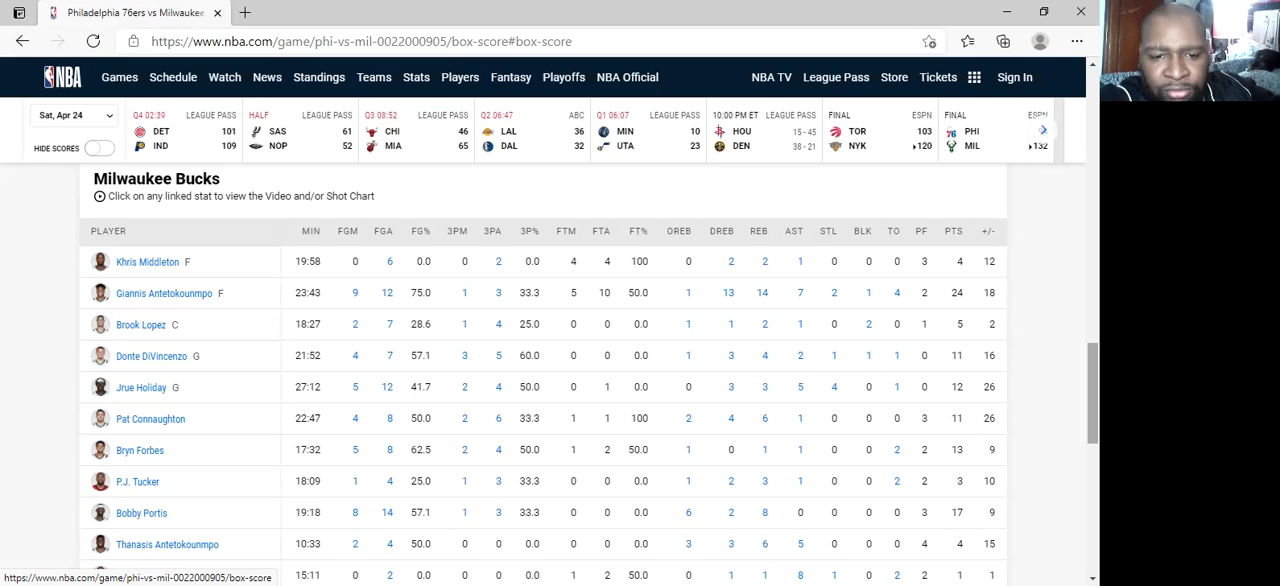 Philadelphia 76ers vs Milwaukee
https://www.nba.com/game/phi-vs-mil-0022000905/box-score#box-score
NBA Games Schedule Watch News Standings Teams Stats Players Fantasy Playoffs NBA Official NBA TV League Pass Store Tickets Sign In
Sat, Apr 24
HIDE SCORES
Q4 02:39 LEAGUE PASS
DET 101
IND 109
HALF LEAGUE PASS
SAS 61
NOP 52
Q3 08:52 LEAGUE PASS
CHI 46
MIA 65
Q2 06:47 ABC
LAL 36
DAL 32
Q1 06:07 LEAGUE PASS
MIN 10
UTA 23
10:00 PM ET LEAGUE PASS
HOU 15 - 45
DEN 38 - 21
FINAL ESPN
TOR 103
NYK 120
FINAL ESPN
PHI
MIL 132
Milwaukee Bucks
Click on any linked stat to view the Video and/or Shot Chart
PLAYER MIN FGM FGA FG% 3PM 3PA 3P% FTM FTA FT% OREB DREB REB AST STL BLK TO PF PTS +/-
Khris Middleton F 19:58 0 6 0.0 0 2 0.0 4 4 100 0 2 2 1 0 0 0 3 4 12
Giannis Antetokounmpo F 23:43 9 12 75.0 1 3 33.3 5 10 50.0 1 13 14 7 2 1 4 2 24 18
Brook Lopez C 18:27 2 7 28.6 1 4 25.0 0 0 0.0 1 1 2 1 0 2 0 1 5 2
Donte DiVincenzo G 21:52 4 7 57.1 3 5 60.0 0 0 0.0 1 3 4 2 1 1 1 0 11 16
Jrue Holiday G 27:12 5 12 41.7 2 4 50.0 0 1 0.0 0 3 3 5 4 0 1 0 12 26
Pat Connaughton 22:47 4 8 50.0 2 6 33.3 1 1 100 2 4 6 1 0 0 0 3 11 26
Bryn Forbes 17:32 5 8 62.5 2 4 50.0 1 2 50.0 1 0 1 1 0 0 2 2 13 9
P.J. Tucker 18:09 1 4 25.0 1 3 33.3 0 0 0.0 1 2 3 1 0 0 2 2 3 10
Bobby Portis 19:18 8 14 57.1 1 3 33.3 0 0 0.0 6 2 8 0 0 0 0 3 17 9
Thanasis Antetokounmpo 10:33 2 4 50.0 0 0 0.0 0 0 0.0 3 3 6 5 0 0 0 4 4 15
15:11 0 2 0.0 0 0 0.0 1 2 50.0 0 1 1 8 1 0 2 2 1 1
https://www.nba.com/game/phi-vs-mil-0022000905/box-score